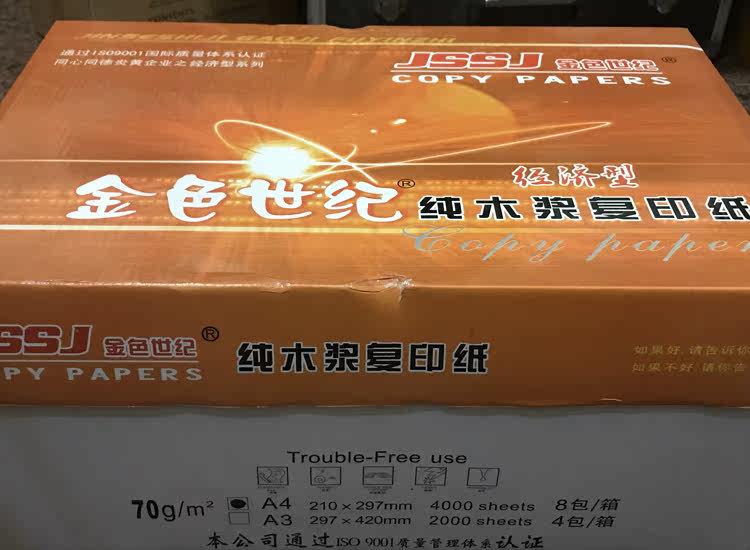 通过ISO9001国际质量体系认证
同心同德炎黄企业之经济型系列
JSSJ 金色世纪®
COPY PAPERS
经济型
金色世纪® 纯木浆复印纸
Copy paper
JSSJ 金色世纪® 纯木浆复印纸
COPY PAPERS
如果好,请告诉你
如果不好,请你告
Trouble-Free use
70g/m² A4 210×297mm 4000 sheets 8包/箱
A3 297×420mm 2000 sheets 4包/箱
本公司通过ISO 9001质量管理体系认证